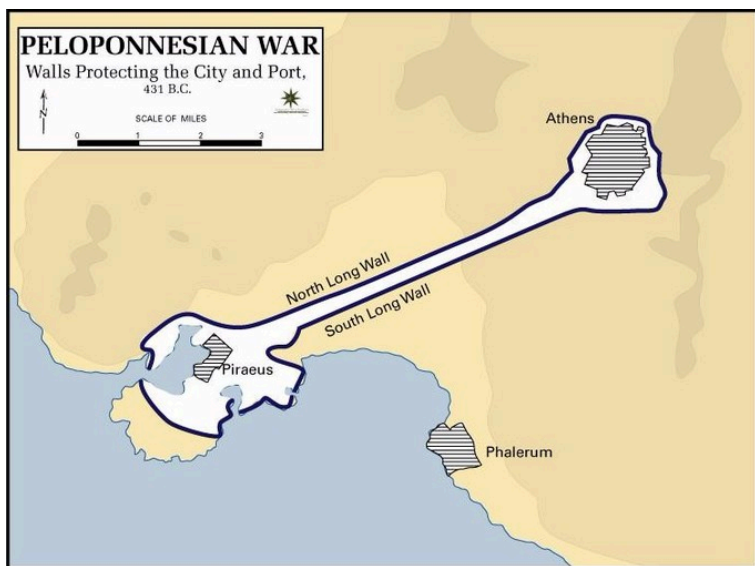 PELOPONNESIAN WAR
Walls Protecting the City and Port,
431 B.C.
N
SCALE OF MILES
0 1 2 3
Athens
North Long Wall
South Long Wall
Piraeus
Phalerum